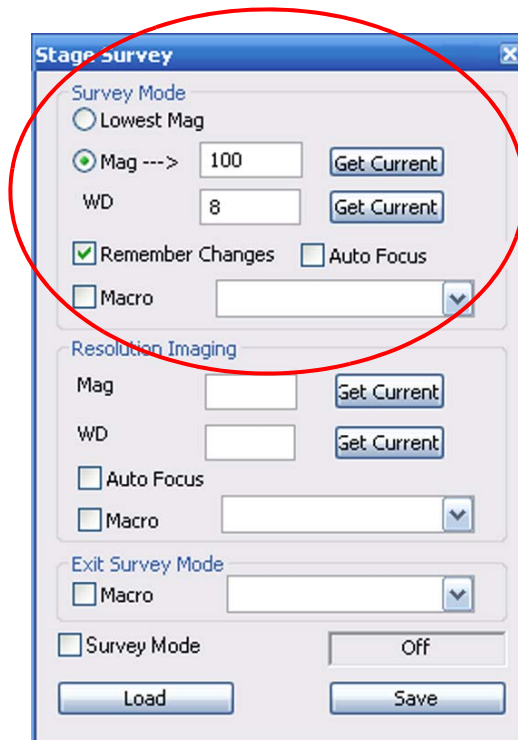 Stage Survey
Survey Mode
Lowest Mag
Mag ---> 100 Get Current
WD 8 Get Current
Remember Changes Auto Focus
Macro
Resolution Imaging
Mag Get Current
WD Get Current
Auto Focus
Macro
Exit Survey Mode
Macro
Survey Mode Off
Load Save